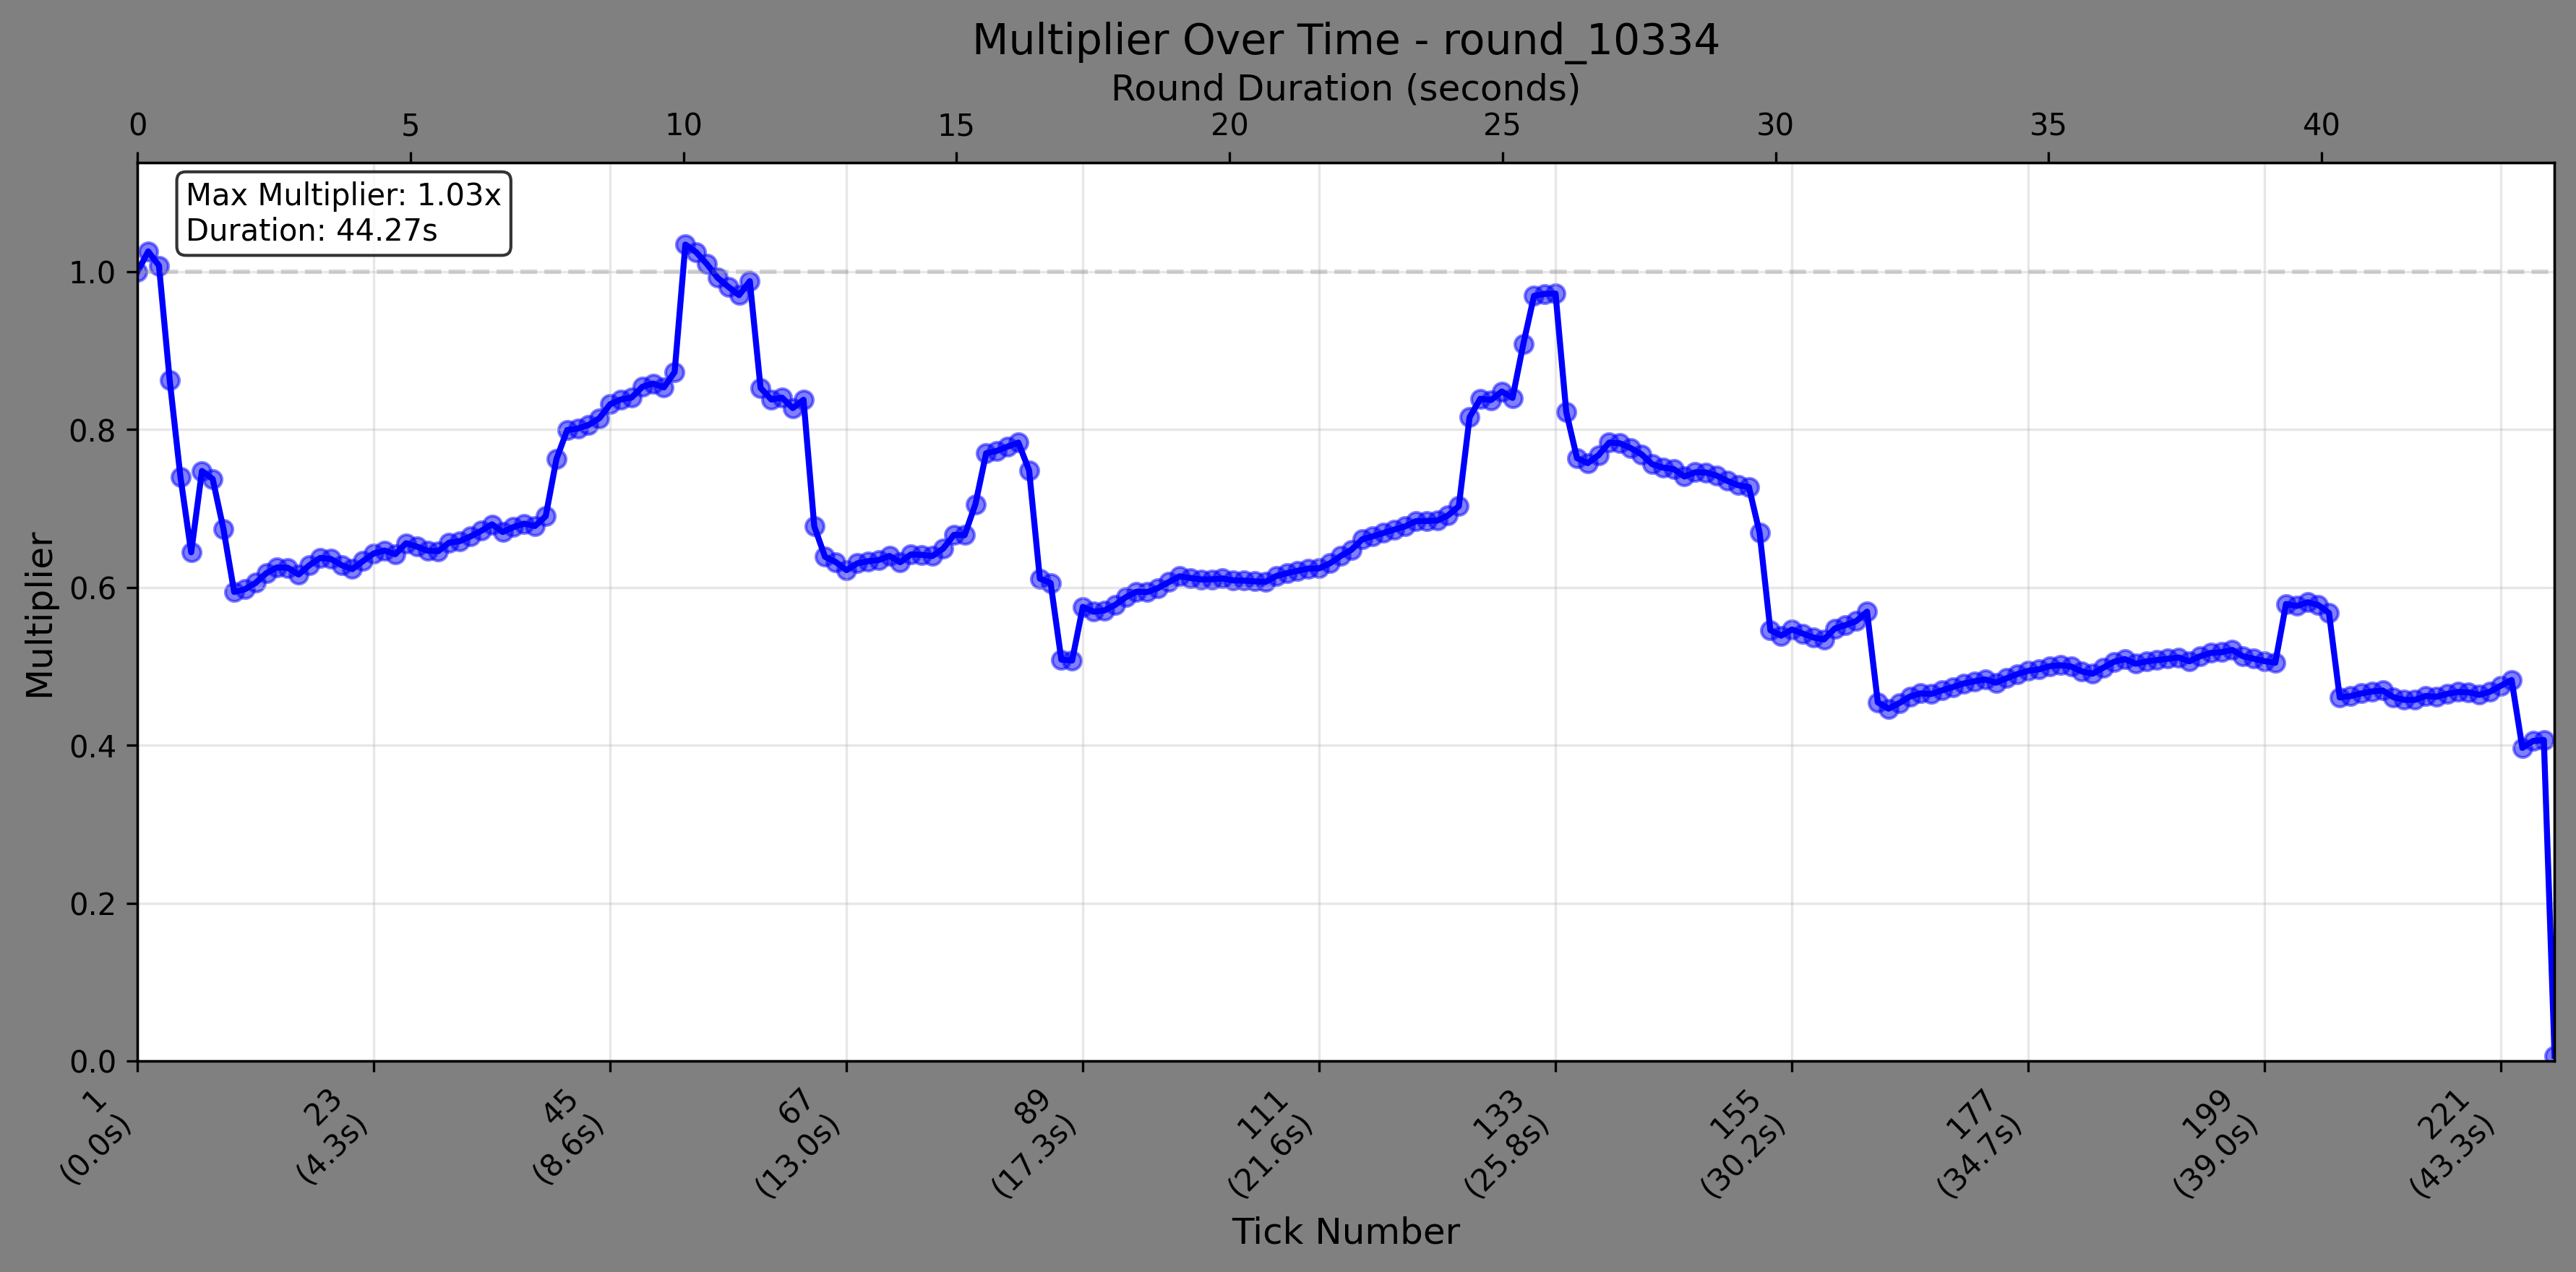 Multiplier Over Time - round_10334
Round Duration (seconds)
0 5 10 15 20 25 30 35 40
Max Multiplier: 1.03x
Duration: 44.27s
Multiplier
1.0
0.8
0.6
0.4
0.2
0.0
1
(0.0s)
23
(4.3s)
45
(8.6s)
67
(13.0s)
89
(17.3s)
111
(21.6s)
133
(25.8s)
155
(30.2s)
177
(34.7s)
199
(39.0s)
221
(43.3s)
Tick Number